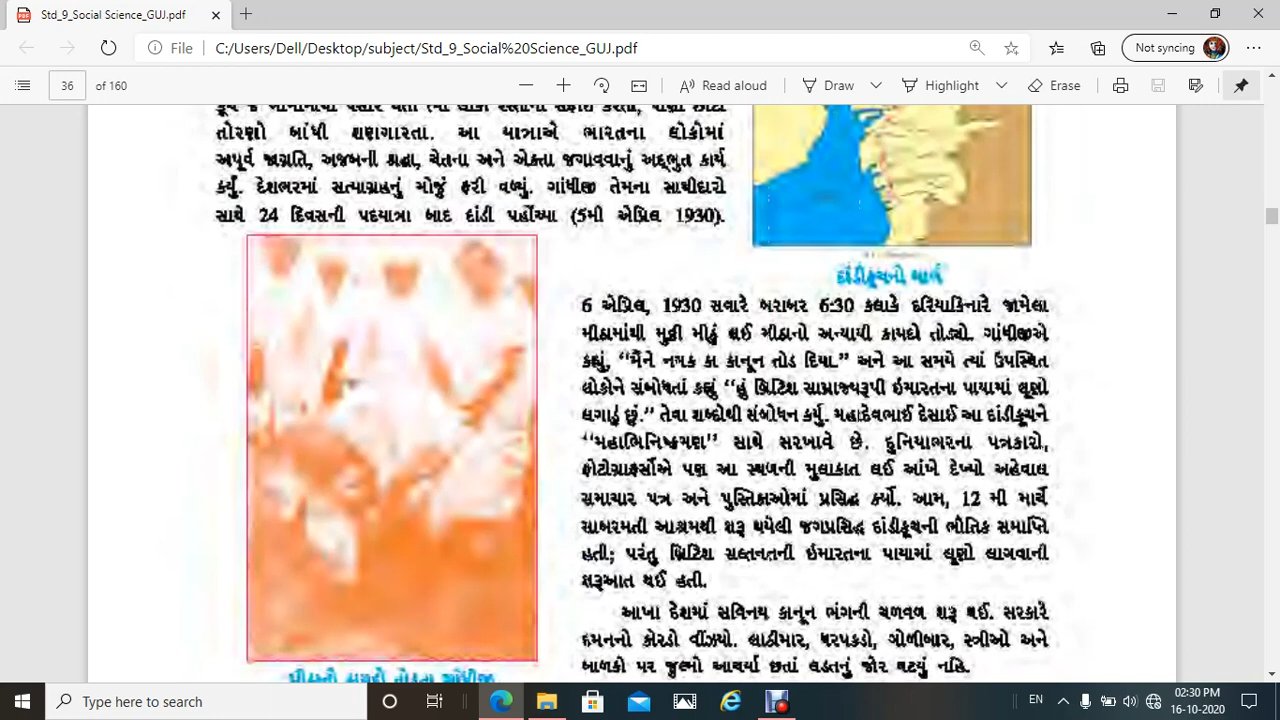 Std_9_Social Science_GUJ.pdf
File C:/Users/Dell/Desktop/subject/Std_9_Social%20Science_GUJ.pdf
Not syncing
36 of 160
Read aloud
Draw
Highlight
Erase
તોરણો બાંધી શણગારતા. આ યાત્રાએ ભારતના લોકોમાં
અપૂર્વ જાગ્રતિ, અજબની શ્રદ્ધા, ચેતના અને એકતા જગાવવાનું અદ્ભુત કાર્ય
કર્યું. દેશભરમાં સત્યાગ્રહનું મોજું ફરી વળ્યું. ગાંધીજી તેમના સાથીદારો
સાથે 24 દિવસની પદયાત્રા બાદ દાંડી પહોંચ્યા (5મી એપ્રિલ 1930).
દાંડીકૂચનો માર્ગ
6 એપ્રિલ, 1930 સવારે બરાબર 6:30 કલાકે દરિયાકિનારે જામેલા
મીઠામાંથી મુઠ્ઠી મીઠું લઈ મીઠાનો અન્યાયી કાયદો તોડ્યો. ગાંધીજીએ
કહ્યું, "મૈંને નમક કા કાનૂન તોડ દિયા." અને આ સમયે ત્યાં ઉપસ્થિત
લોકોને સંબોધતાં કહ્યું "હું બ્રિટિશ સામ્રાજ્યરૂપી ઇમારતના પાયામાં લૂણો
લગાડું છું." તેવા શબ્દોથી સંબોધન કર્યુ. મહાદેવભાઈ દેસાઈ આ દાંડીકૂચને
"મહાભિનિષ્ક્રમણ" સાથે સરખાવે છે. દુનિયાભરના પત્રકારો,
ફોટોગ્રાફર્સોએ પણ આ સ્થળની મુલાકાત લઈ આંખે દેખ્યો અહેવાલ
સમાચાર પત્ર અને પુસ્તિકાઓમાં પ્રસિદ્ધ કર્યો. આમ, 12 મી માર્ચે
સાબરમતી આશ્રમથી શરૂ થયેલી જગપ્રસિદ્ધ દાંડીકૂચની ભૌતિક સમાપ્તિ
હતી; પરંતુ બ્રિટિશ સલ્તનતની ઇમારતના પાયામાં લૂણો લાગવાની
શરૂઆત થઈ હતી.
આખા દેશમાં સવિનય કાનૂન ભંગની ચળવળ શરૂ થઈ. સરકારે
દમનનો કોરડો વીંઝયો. લાઠીમાર, ધરપકડો, ગોળીબાર, સ્ત્રીઓ અને
બાળકો પર જુલ્મો આચર્યા છતાં લડતનું જોર ઘટયું નહિ.
Type here to search
EN
02:30 PM
16-10-2020